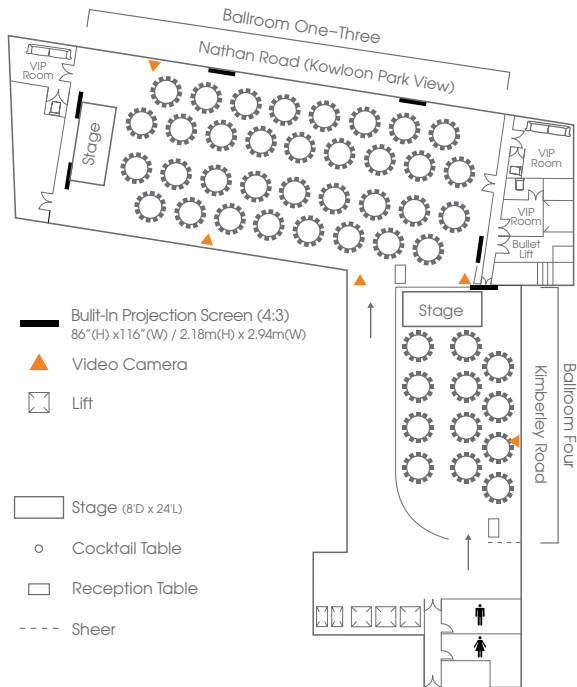 Ballroom One-Three
Nathan Road (Kowloon Park View)
VIP
Room
Stage
VIP
Room
VIP
Room
Bullet
Lift
Stage
Kimberley Road
Ballroom Four
Bulit-In Projection Screen (4:3)
86"(H) x116"(W) / 2.18m(H) x 2.94m(W)
Video Camera
Lift
Stage (8'D x 24'L)
Cocktail Table
Reception Table
Sheer